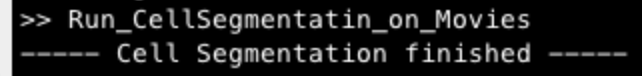 >> Run_CellSegmentatin_on_Movies
----- Cell Segmentation finished -----